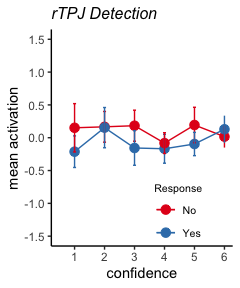 rTPJ Detection
mean activation
1.5
1.0
0.5
0.0
-0.5
-1.0
-1.5
Response
No
Yes
1 2 3 4 5 6
confidence